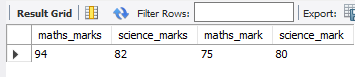 Result Grid Filter Rows: Export:
maths_marks science_marks maths_mark science_mark
94 82 75 80